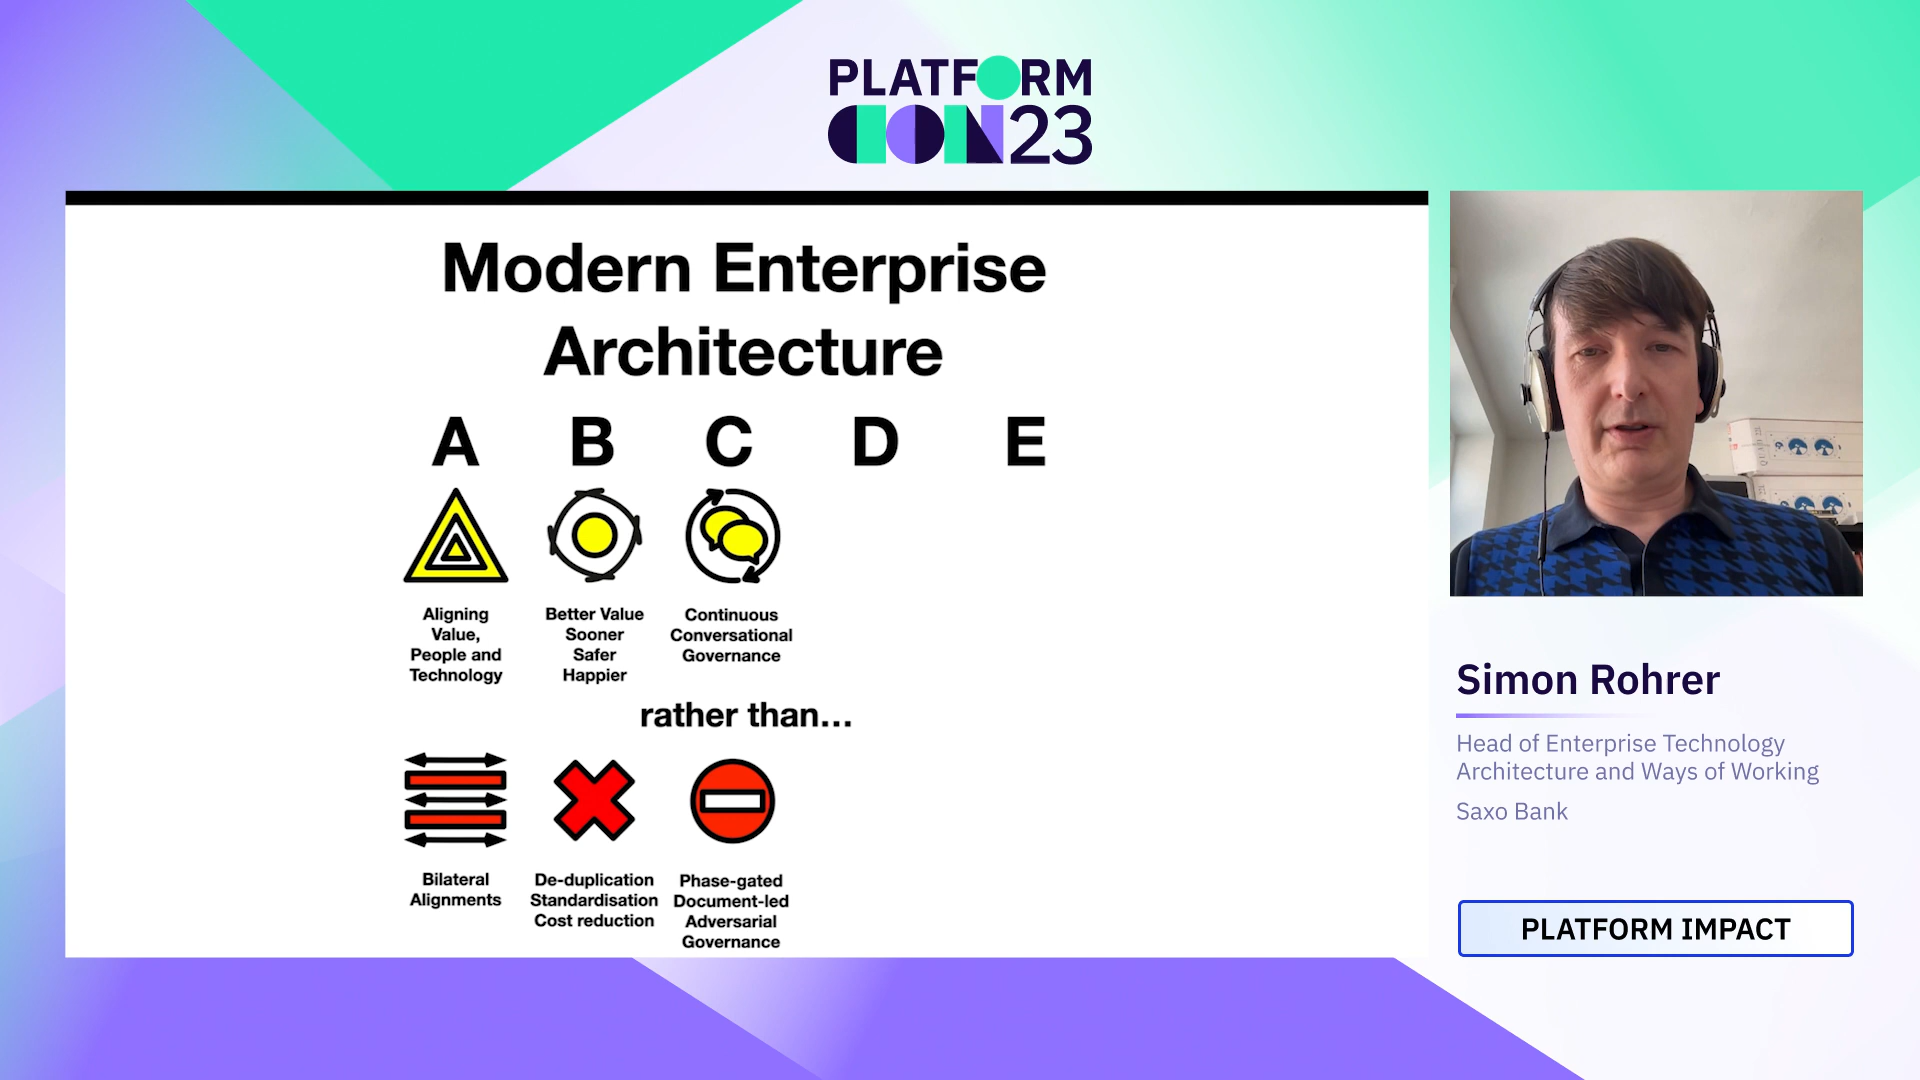 PLATFORM
CON23
Modern Enterprise
Architecture
A B C D E
Aligning
Value,
People and
Technology
Better Value
Sooner
Safer
Happier
Continuous
Conversational
Governance
rather than...
Bilateral
Alignments
De-duplication
Standardisation
Cost reduction
Phase-gated
Document-led
Adversarial
Governance
Simon Rohrer
Head of Enterprise Technology
Architecture and Ways of Working
Saxo Bank
PLATFORM IMPACT